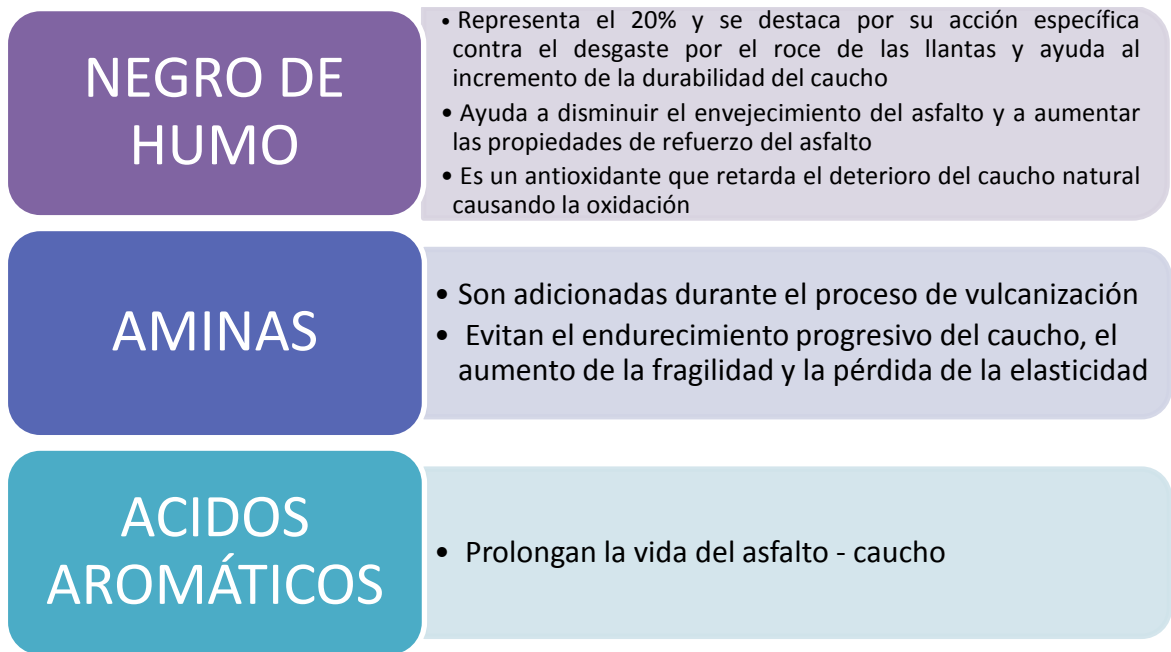 NEGRO DE
HUMO
• Representa el 20% y se destaca por su acción específica
contra el desgaste por el roce de las llantas y ayuda al
incremento de la durabilidad del caucho
• Ayuda a disminuir el envejecimiento del asfalto y a aumentar
las propiedades de refuerzo del asfalto
• Es un antioxidante que retarda el deterioro del caucho natural
causando la oxidación
AMINAS
• Son adicionadas durante el proceso de vulcanización
• Evitan el endurecimiento progresivo del caucho, el
aumento de la fragilidad y la pérdida de la elasticidad
ACIDOS
AROMÁTICOS
• Prolongan la vida del asfalto - caucho